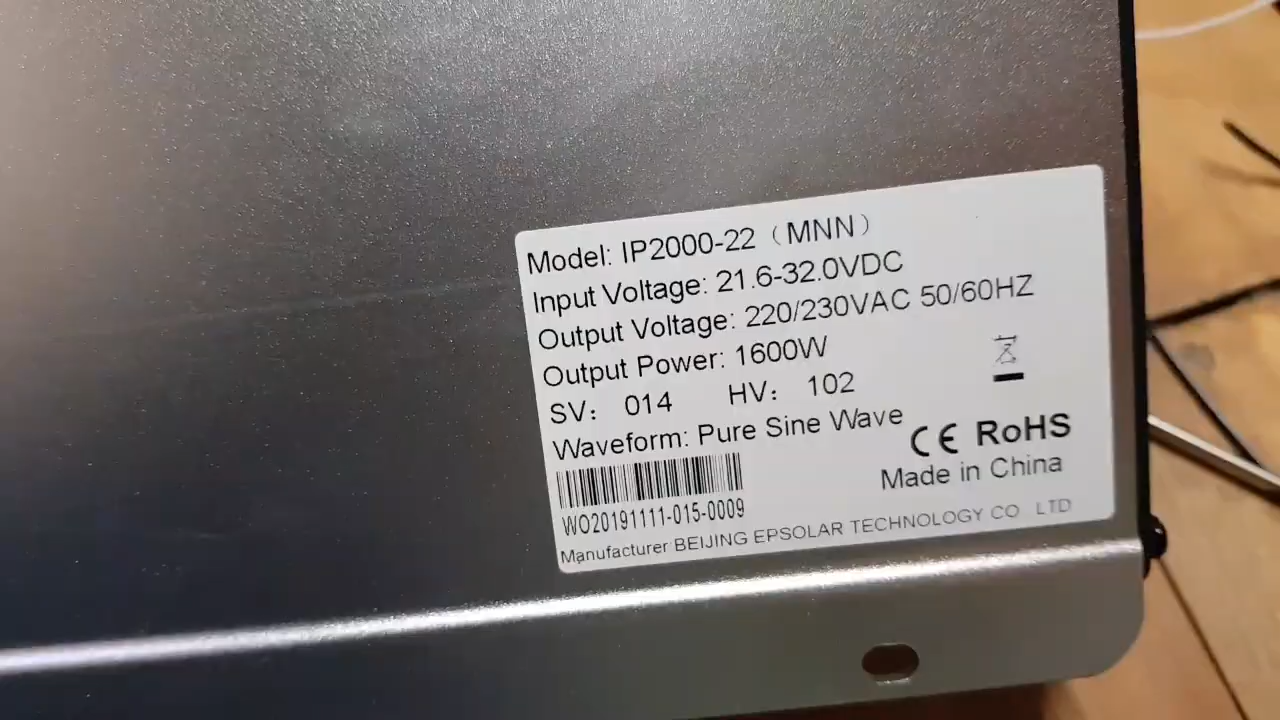 Model: IP2000-22（MNN）
Input Voltage: 21.6-32.0VDC
Output Voltage: 220/230VAC 50/60HZ
Output Power: 1600W
SV： 014 HV： 102
Waveform: Pure Sine Wave
CE RoHS
Made in China
WO20191111-015-0009
Manufacturer BEIJING EPSOLAR TECHNOLOGY CO LTD